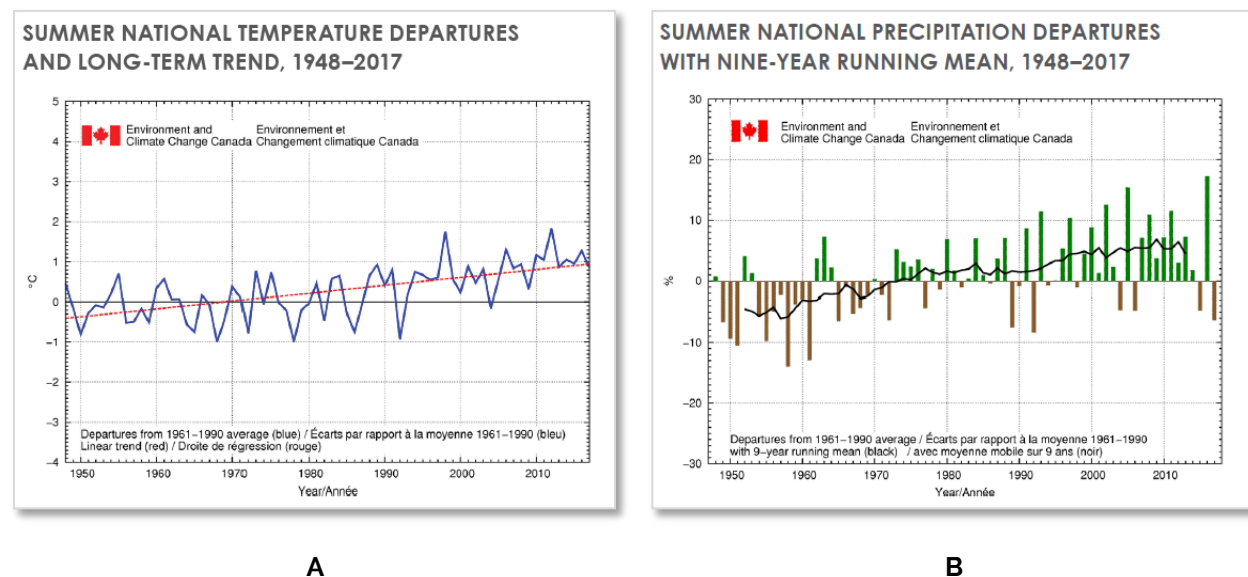 SUMMER NATIONAL TEMPERATURE DEPARTURES
AND LONG-TERM TREND, 1948–2017
5
4
3
2
1
0
−1
−2
−3
−4
°C
Environment and Environnement et
Climate Change Canada Changement climatique Canada
Departures from 1961−1990 average (blue) / Écarts par rapport à la moyenne 1961−1990 (bleu)
Linear trend (red) / Droite de régression (rouge)
1950 1960 1970 1980 1990 2000 2010
Year/Année
A
SUMMER NATIONAL PRECIPITATION DEPARTURES
WITH NINE-YEAR RUNNING MEAN, 1948–2017
30
20
10
0
−10
−20
−30
%
Environment and Environnement et
Climate Change Canada Changement climatique Canada
Departures from 1961−1990 average / Écarts par rapport à la moyenne 1961−1990
with 9−year running mean (black) / avec moyenne mobile sur 9 ans (noir)
1950 1960 1970 1980 1990 2000 2010
Year/Année
B